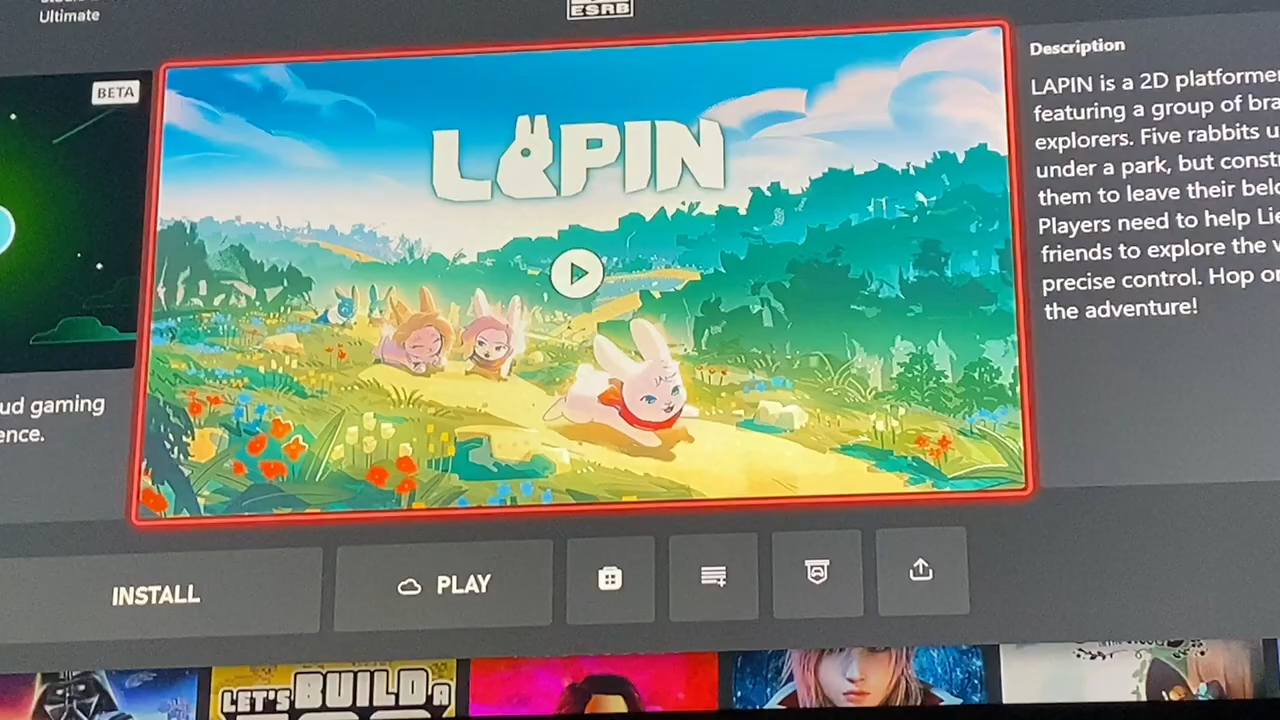 Ultimate
ESRB
BETA
LAPIN
Description
LAPIN is a 2D platformer
featuring a group of bra
explorers. Five rabbits u
under a park, but constr
them to leave their belo
Players need to help Lie
friends to explore the w
precise control. Hop on
the adventure!
ud gaming
ence.
INSTALL
PLAY
LET'S BUILD A